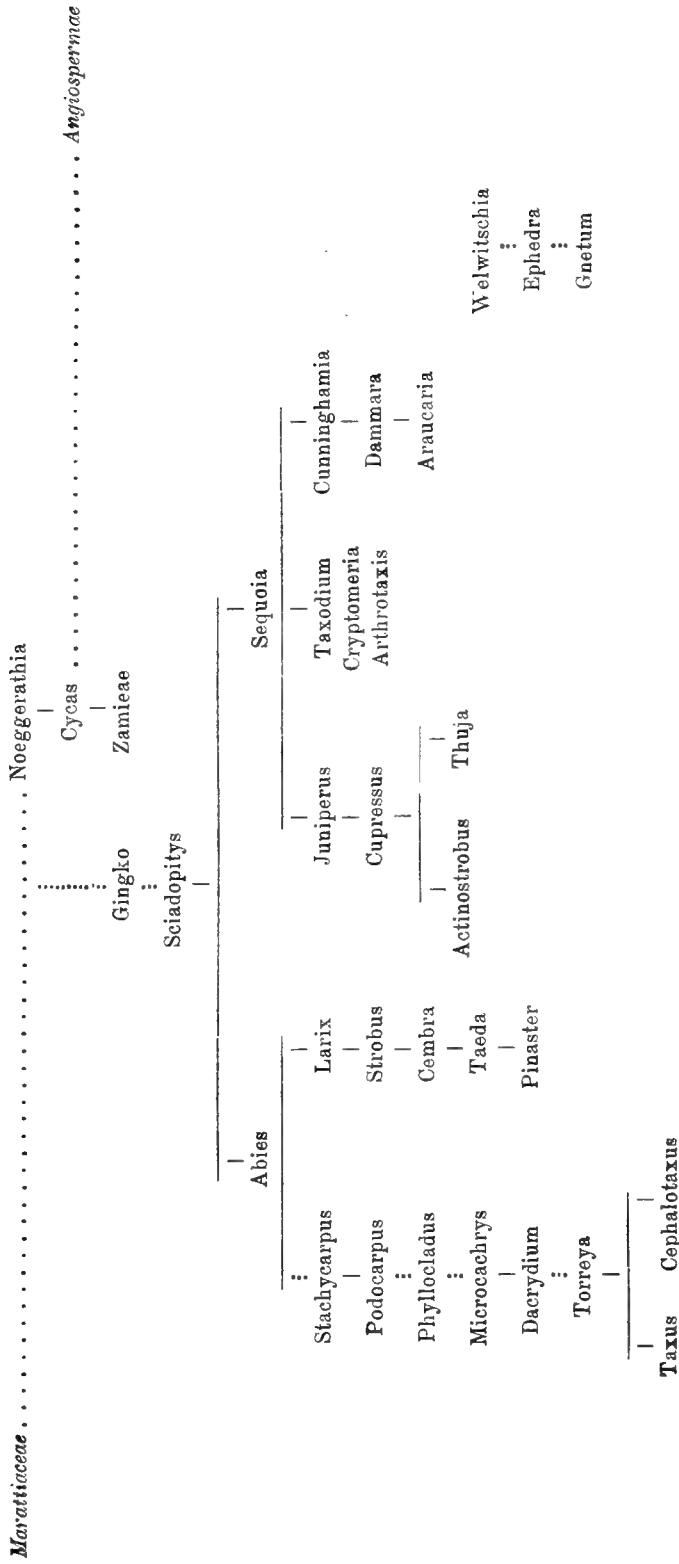 Marattiaceae Noeggerathia
Cycas Angiospermae
Zamieae
Gingko
Sciadopitys
Abies Sequoia
Stachycarpus Larix Juniperus Taxodium Cunninghamia
Cryptomeria
Arthrotaxis
Podocarpus Strobus Cupressus Dammara
Phyllocladus Cembra Araucaria
Actinostrobus Thuja
Microcachrys Taeda Welwitschia
Dacrydium Pinaster Ephedra
Torreya Gnetum
Taxus Cephalotaxus